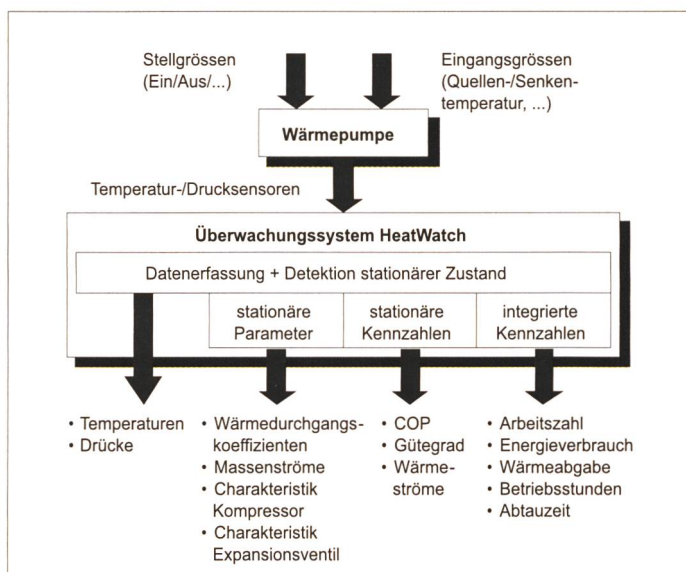 Stellgrössen
(Ein/Aus/...)
Eingangsgrössen
(Quellen-/Senken-
temperatur, ...)
Wärmepumpe
Temperatur-/Drucksensoren
Überwachungssystem HeatWatch
Datenerfassung + Detektion stationärer Zustand
stationäre
Parameter
stationäre
Kennzahlen
integrierte
Kennzahlen
• Temperaturen
• Drücke
• Wärmedurchgangs-
koeffizienten
• Massenströme
• Charakteristik
Kompressor
• Charakteristik
Expansionsventil
• COP
• Gütegrad
• Wärme-
ströme
• Arbeitszahl
• Energieverbrauch
• Wärmeabgabe
• Betriebsstunden
• Abtauzeit